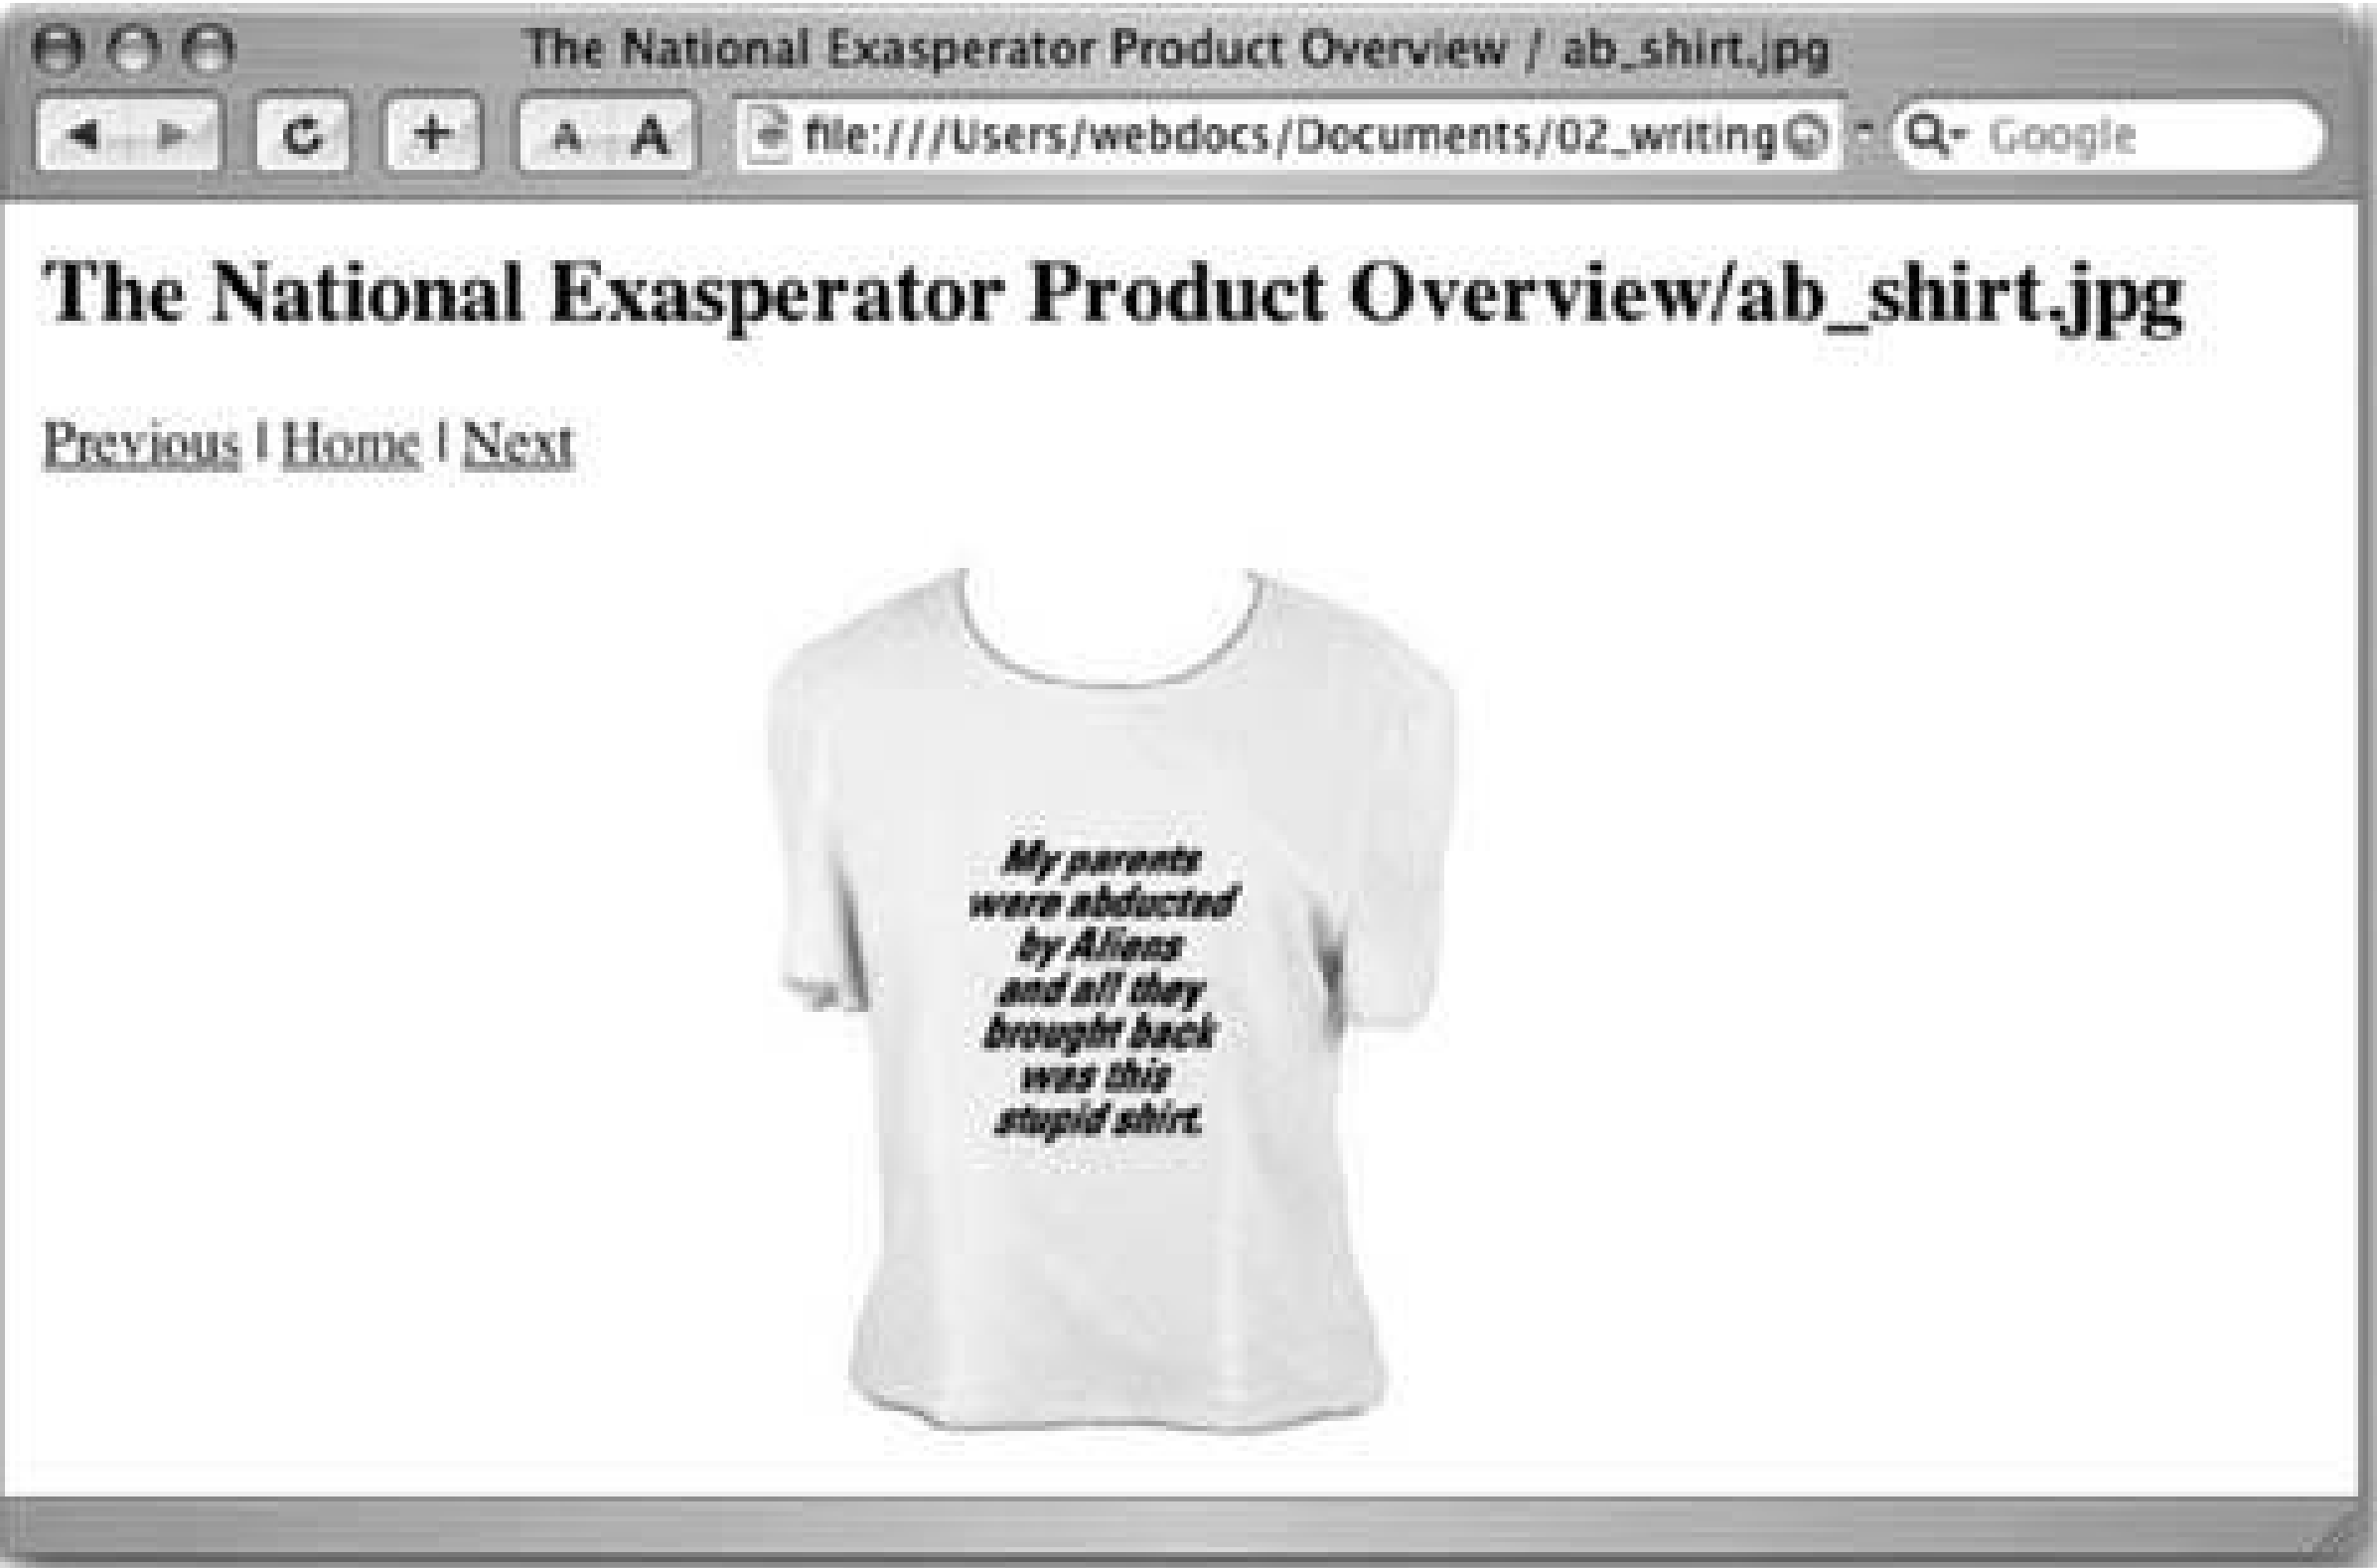 The National Exasperator Product Overview / ab_shirt.jpg
A A file:///Users/webdocs/Documents/02_writing Google
The National Exasperator Product Overview/ab_shirt.jpg
Previous | Home | Next
My parents
were abducted
by Aliens
and all they
brought back
was this
stupid shirt.